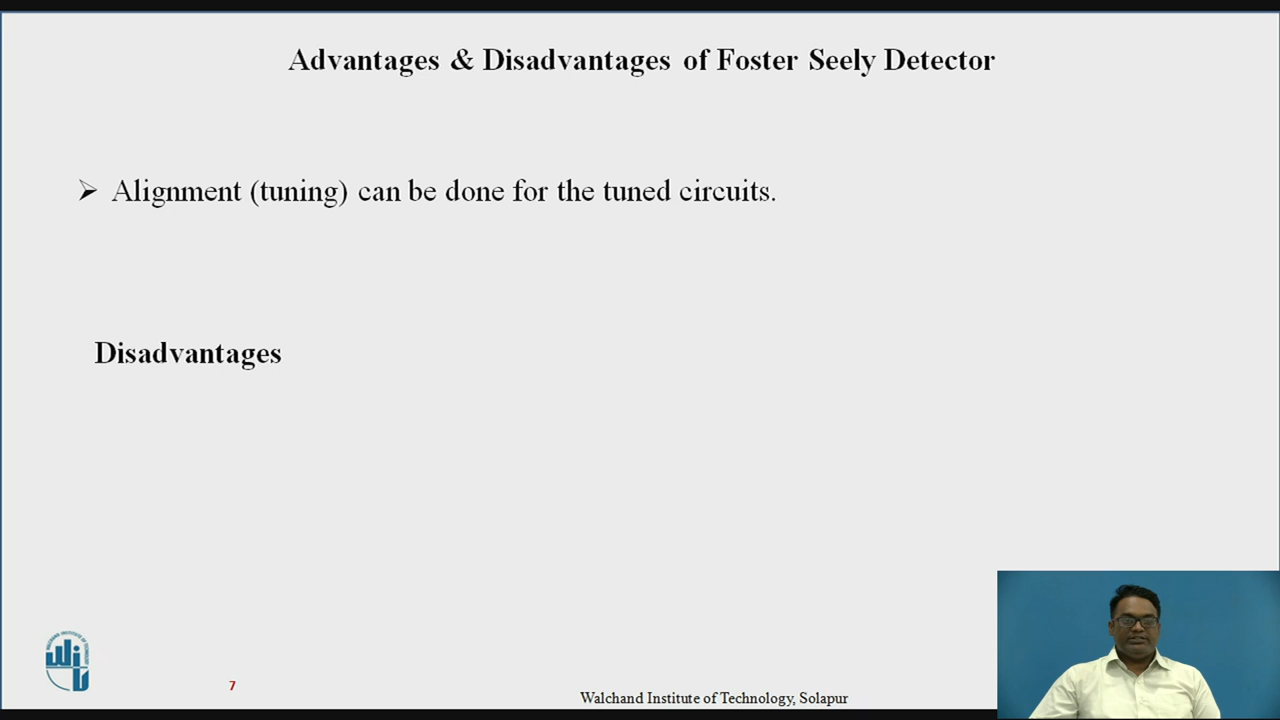 Advantages & Disadvantages of Foster Seely Detector
Alignment (tuning) can be done for the tuned circuits.
Disadvantages
7
Walchand Institute of Technology, Solapur